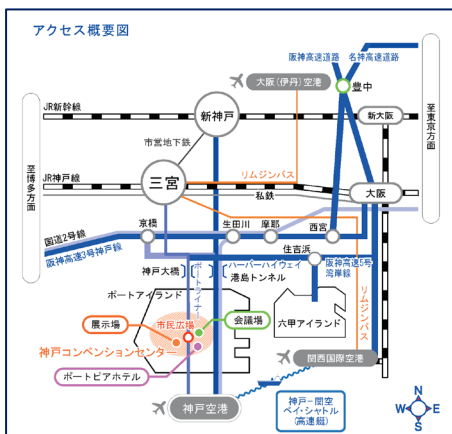 アクセス概要図
阪神高速道路
名神高速道路
大阪(伊丹)空港
豊中
至東京方面
JR新幹線
新神戸
新大阪
市営地下鉄
リムジンバス
至博多方面
JR神戸線
三宮
私鉄
大阪
京橋
生田川
摩耶
西宮
国道2号線
阪神高速3号神戸線
住吉浜
神戸大橋
ポートライナー
ハーバーハイウェイ
港島トンネル
阪神高速5号
湾岸線
ポートアイランド
リムジンバス
展示場
市民広場
会議場
六甲アイランド
神戸コンベンションセンター
ポートピアホテル
関西国際空港
神戸空港
神戸-関空
ベイ・シャトル
(高速艇)
N
W
E
S